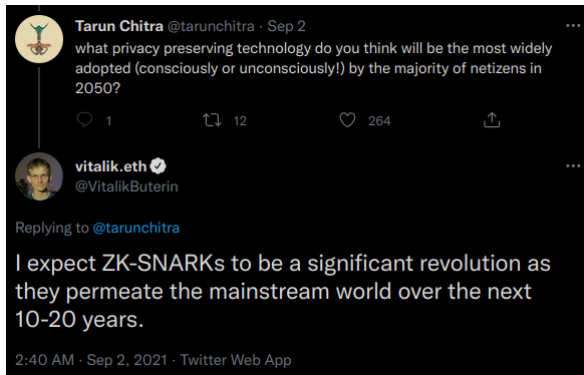 Tarun Chitra @tarunchitra · Sep 2
what privacy preserving technology do you think will be the most widely
adopted (consciously or unconsciously!) by the majority of netizens in
2050?
1 12 264
vitalik.eth
@VitalikButerin
Replying to @tarunchitra
I expect ZK-SNARKs to be a significant revolution as
they permeate the mainstream world over the next
10-20 years.
2:40 AM · Sep 2, 2021 · Twitter Web App